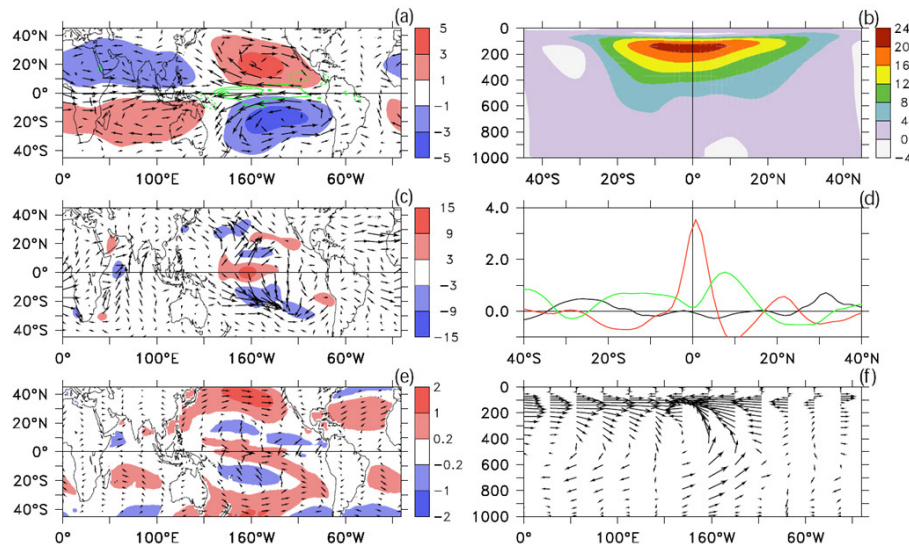 (a)
40°N
20°N
0°
20°S
40°S
0° 100°E 160°W 60°W
5
3
1
−1
−3
−5
(b)
0
200
400
600
800
1000
40°S 20°S 0° 20°N
24
20
16
12
8
4
0
−4
(c)
40°N
20°N
0°
20°S
40°S
0° 100°E 160°W 60°W
15
9
3
−3
−9
−15
(d)
4.0
2.0
0.0
40°S 20°S 0° 20°N 40°N
(e)
40°N
20°N
0°
20°S
40°S
0° 100°E 160°W 60°W
2
1
0.2
−0.2
−1
−2
(f)
0
200
400
600
800
1000
0° 100°E 160°W 60°W